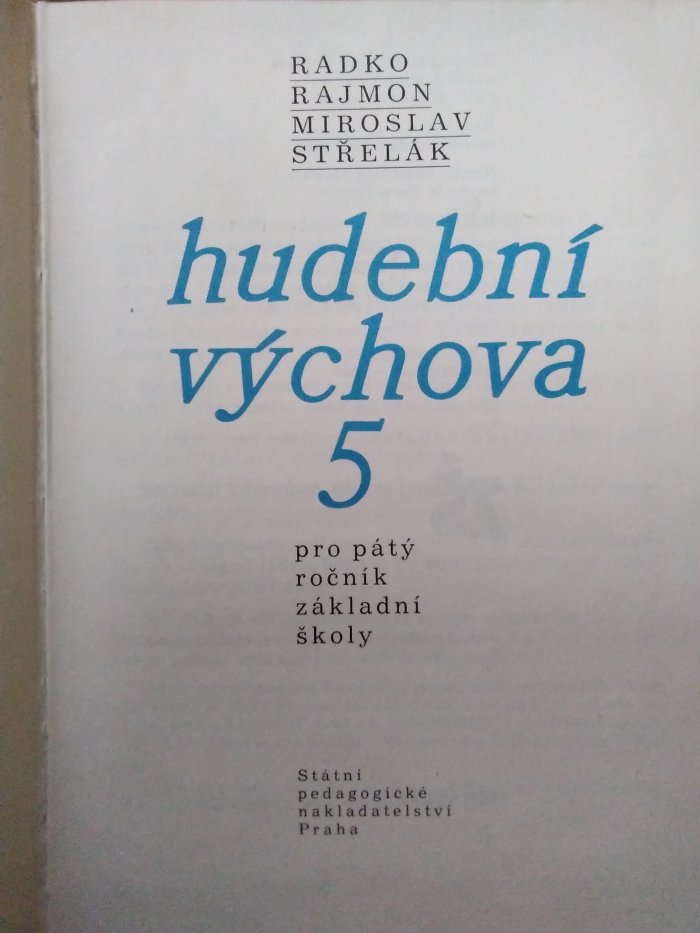 RADKO
RAJMON
MIROSLAV
STŘELÁK
hudební
výchova
5
pro pátý
ročník
základní
školy
Státní
pedagogické
nakladatelství
Praha